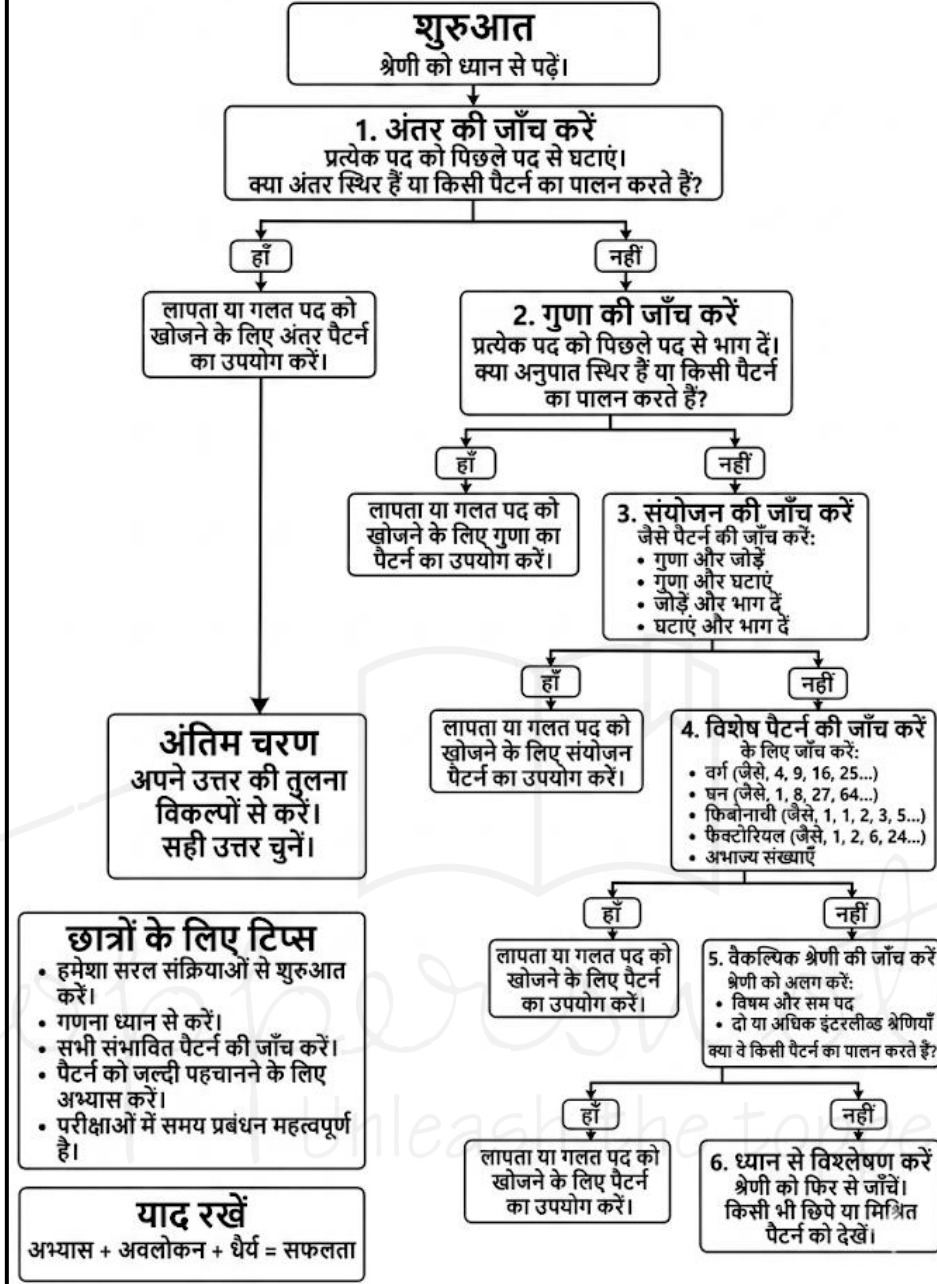 शुरुआत
श्रेणी को ध्यान से पढ़ें।
1. अंतर की जाँच करें
प्रत्येक पद को पिछले पद से घटाएं।
क्या अंतर स्थिर हैं या किसी पैटर्न का पालन करते हैं?
हाँ
नहीं
लापता या गलत पद को
खोजने के लिए अंतर पैटर्न
का उपयोग करें।
2. गुणा की जाँच करें
प्रत्येक पद को पिछले पद से भाग दें।
क्या अनुपात स्थिर हैं या किसी पैटर्न
का पालन करते हैं?
हाँ
नहीं
लापता या गलत पद को
खोजने के लिए गुणा का
पैटर्न का उपयोग करें।
3. संयोजन की जाँच करें
जैसे पैटर्न की जाँच करें:
• गुणा और जोड़ें
• गुणा और घटाएं
• जोड़ें और भाग दें
• घटाएं और भाग दें
हाँ
नहीं
लापता या गलत पद को
खोजने के लिए संयोजन
पैटर्न का उपयोग करें।
4. विशेष पैटर्न की जाँच करें
के लिए जाँच करें:
• वर्ग (जैसे, 4, 9, 16, 25...)
• घन (जैसे, 1, 8, 27, 64...)
• फिबोनाची (जैसे, 1, 1, 2, 3, 5...)
• फैक्टोरियल (जैसे, 1, 2, 6, 24...)
• अभाज्य संख्याएँ
अंतिम चरण
अपने उत्तर की तुलना
विकल्पों से करें।
सही उत्तर चुनें।
हाँ
नहीं
लापता या गलत पद को
खोजने के लिए पैटर्न
का उपयोग करें।
5. वैकल्पिक श्रेणी की जाँच करें
श्रेणी को अलग करें:
• विषम और सम पद
• दो या अधिक इंटरलीव्ड श्रेणियाँ
क्या वे किसी पैटर्न का पालन करते हैं?
छात्रों के लिए टिप्स
• हमेशा सरल संक्रियाओं से शुरुआत
करें।
• गणना ध्यान से करें।
• सभी संभावित पैटर्न की जाँच करें।
• पैटर्न को जल्दी पहचानने के लिए
अभ्यास करें।
• परीक्षाओं में समय प्रबंधन महत्वपूर्ण
है।
हाँ
नहीं
लापता या गलत पद को
खोजने के लिए पैटर्न
का उपयोग करें।
6. ध्यान से विश्लेषण करें
श्रेणी को फिर से जाँचें।
किसी भी छिपे या मिश्रित
पैटर्न को देखें।
याद रखें
अभ्यास + अवलोकन + धैर्य = सफलता
Unleash the toppe